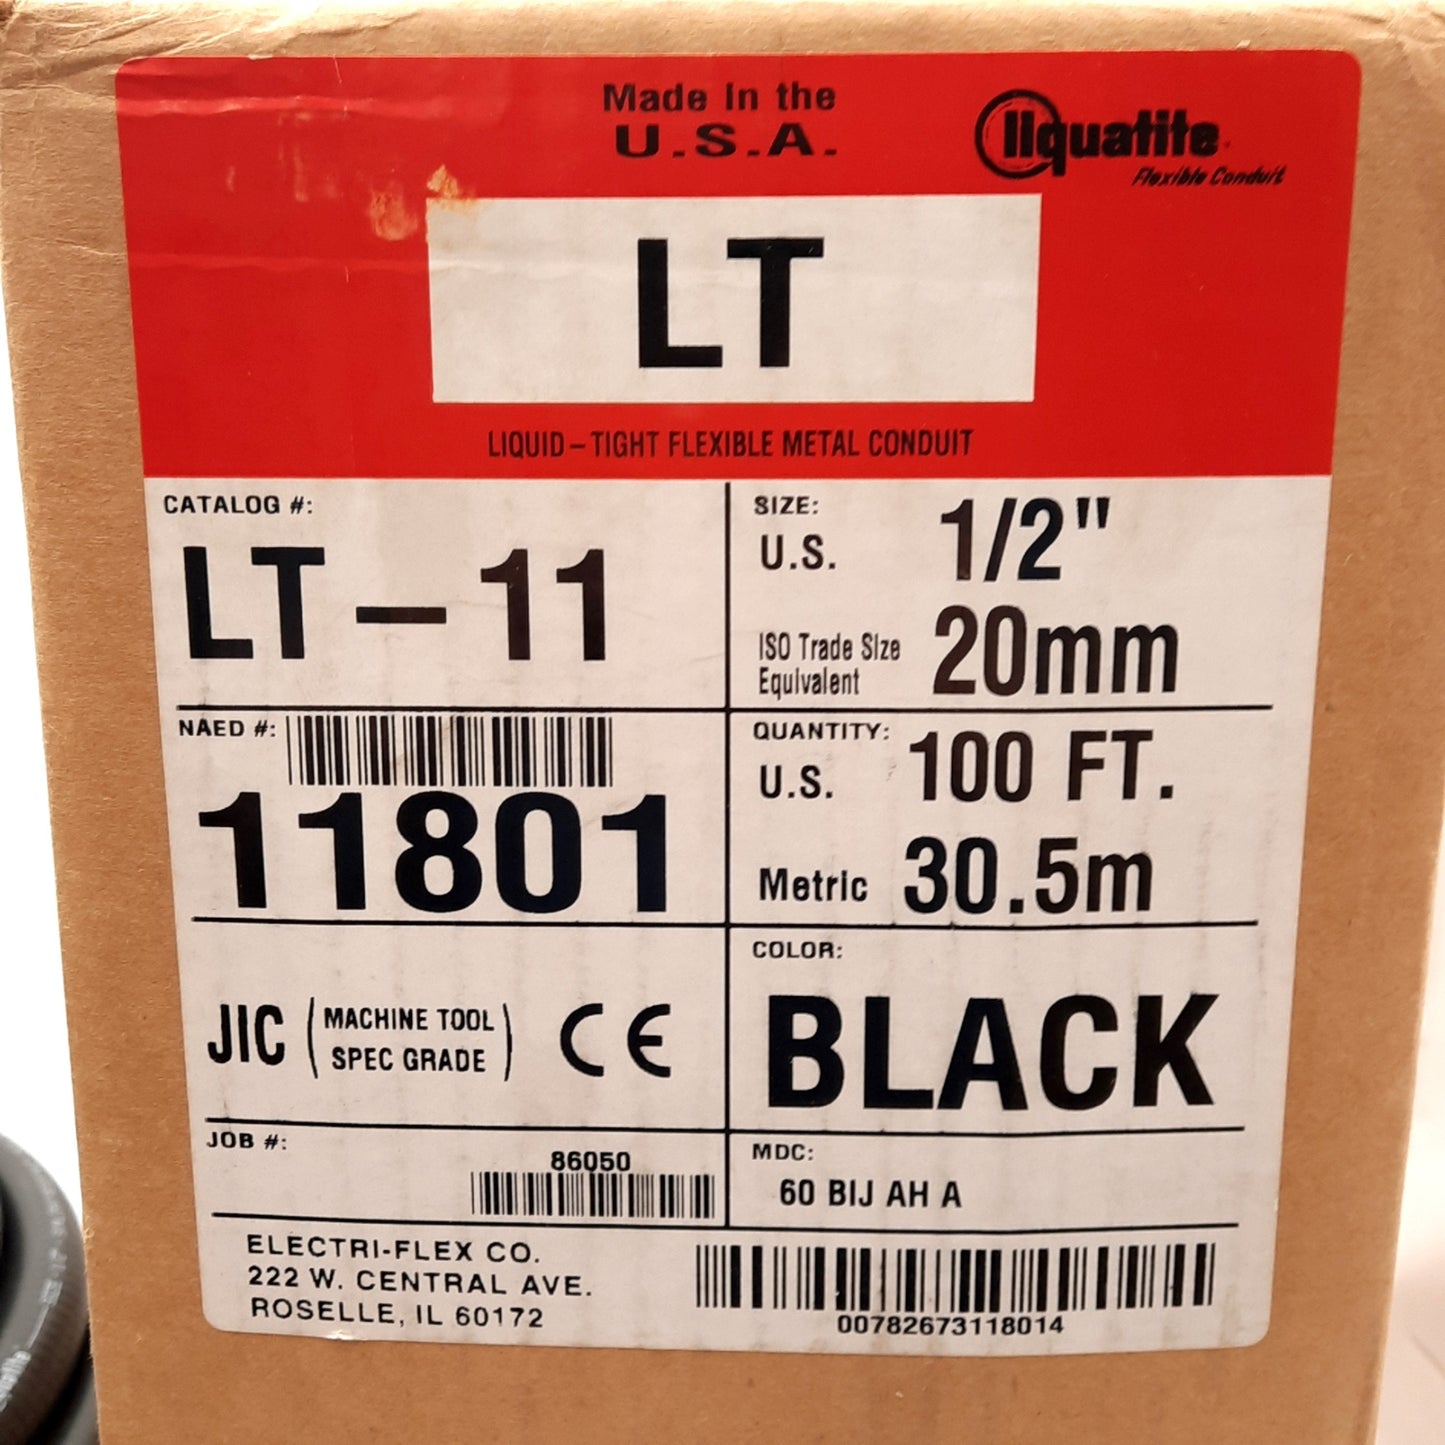 Made In the
U.S.A.
liquatite
Flexible Conduit
LT
LIQUID-TIGHT FLEXIBLE METAL CONDUIT
CATALOG #:
LT-11
SIZE:
U.S. 1/2"
ISO Trade Size
Equivalent 20mm
NAED #:
11801
QUANTITY:
U.S. 100 FT.
Metric 30.5m
JIC (MACHINE TOOL
SPEC GRADE) CE
COLOR:
BLACK
JOB #:
86050
MDC:
60 BIJ AH A
ELECTRI-FLEX CO.
222 W. CENTRAL AVE.
ROSELLE, IL 60172
00782673118014